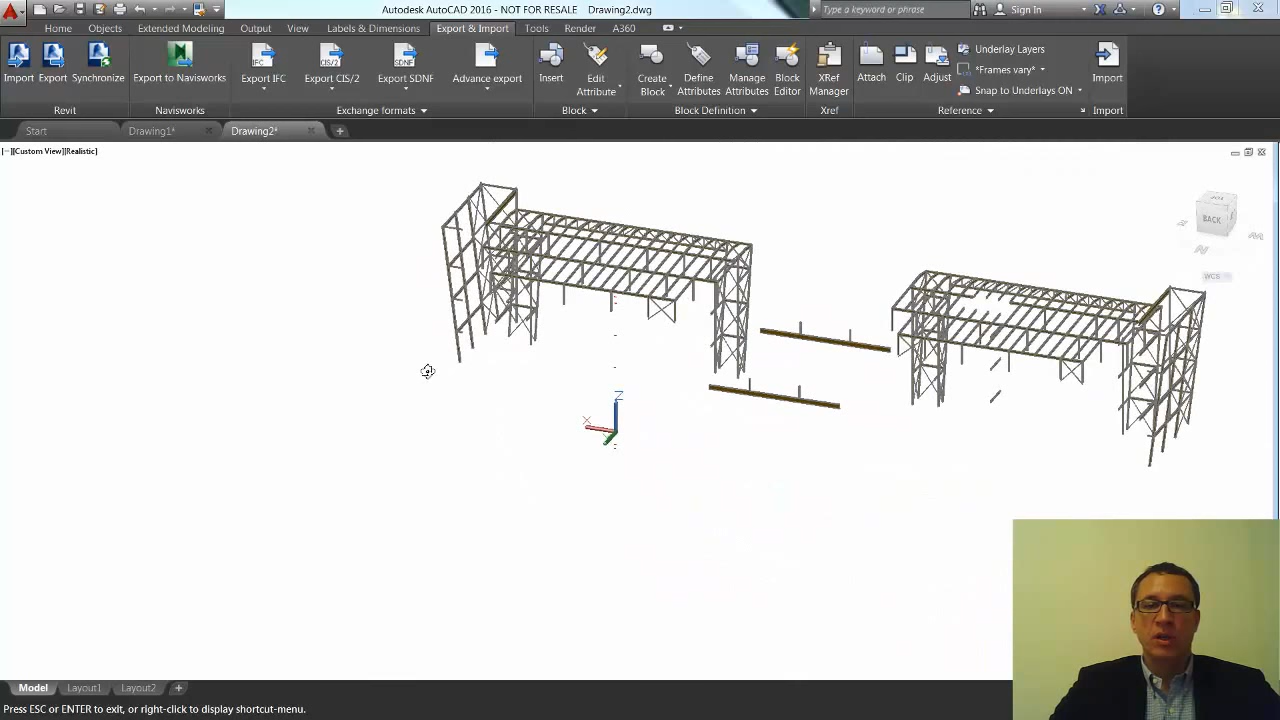 Autodesk AutoCAD 2016 - NOT FOR RESALE Drawing2.dwg
Type a keyword or phrase
Sign In
Home Objects Extended Modeling Output View Labels & Dimensions Export & Import Tools Render A360
Import Export Synchronize Export to Navisworks Export IFC Export CIS/2 Export SDNF Advance export Insert Edit Attribute Create Block Define Attributes Manage Attributes Block Editor XRef Manager Attach Clip Adjust Import
Underlay Layers
*Frames vary*
Snap to Underlays ON
Revit Navisworks Exchange formats Block Block Definition Xref Reference Import
Start Drawing1* Drawing2*
[−][Custom View][Realistic]
BACK
WCS
Z
X
Model Layout1 Layout2
Press ESC or ENTER to exit, or right-click to display shortcut-menu.